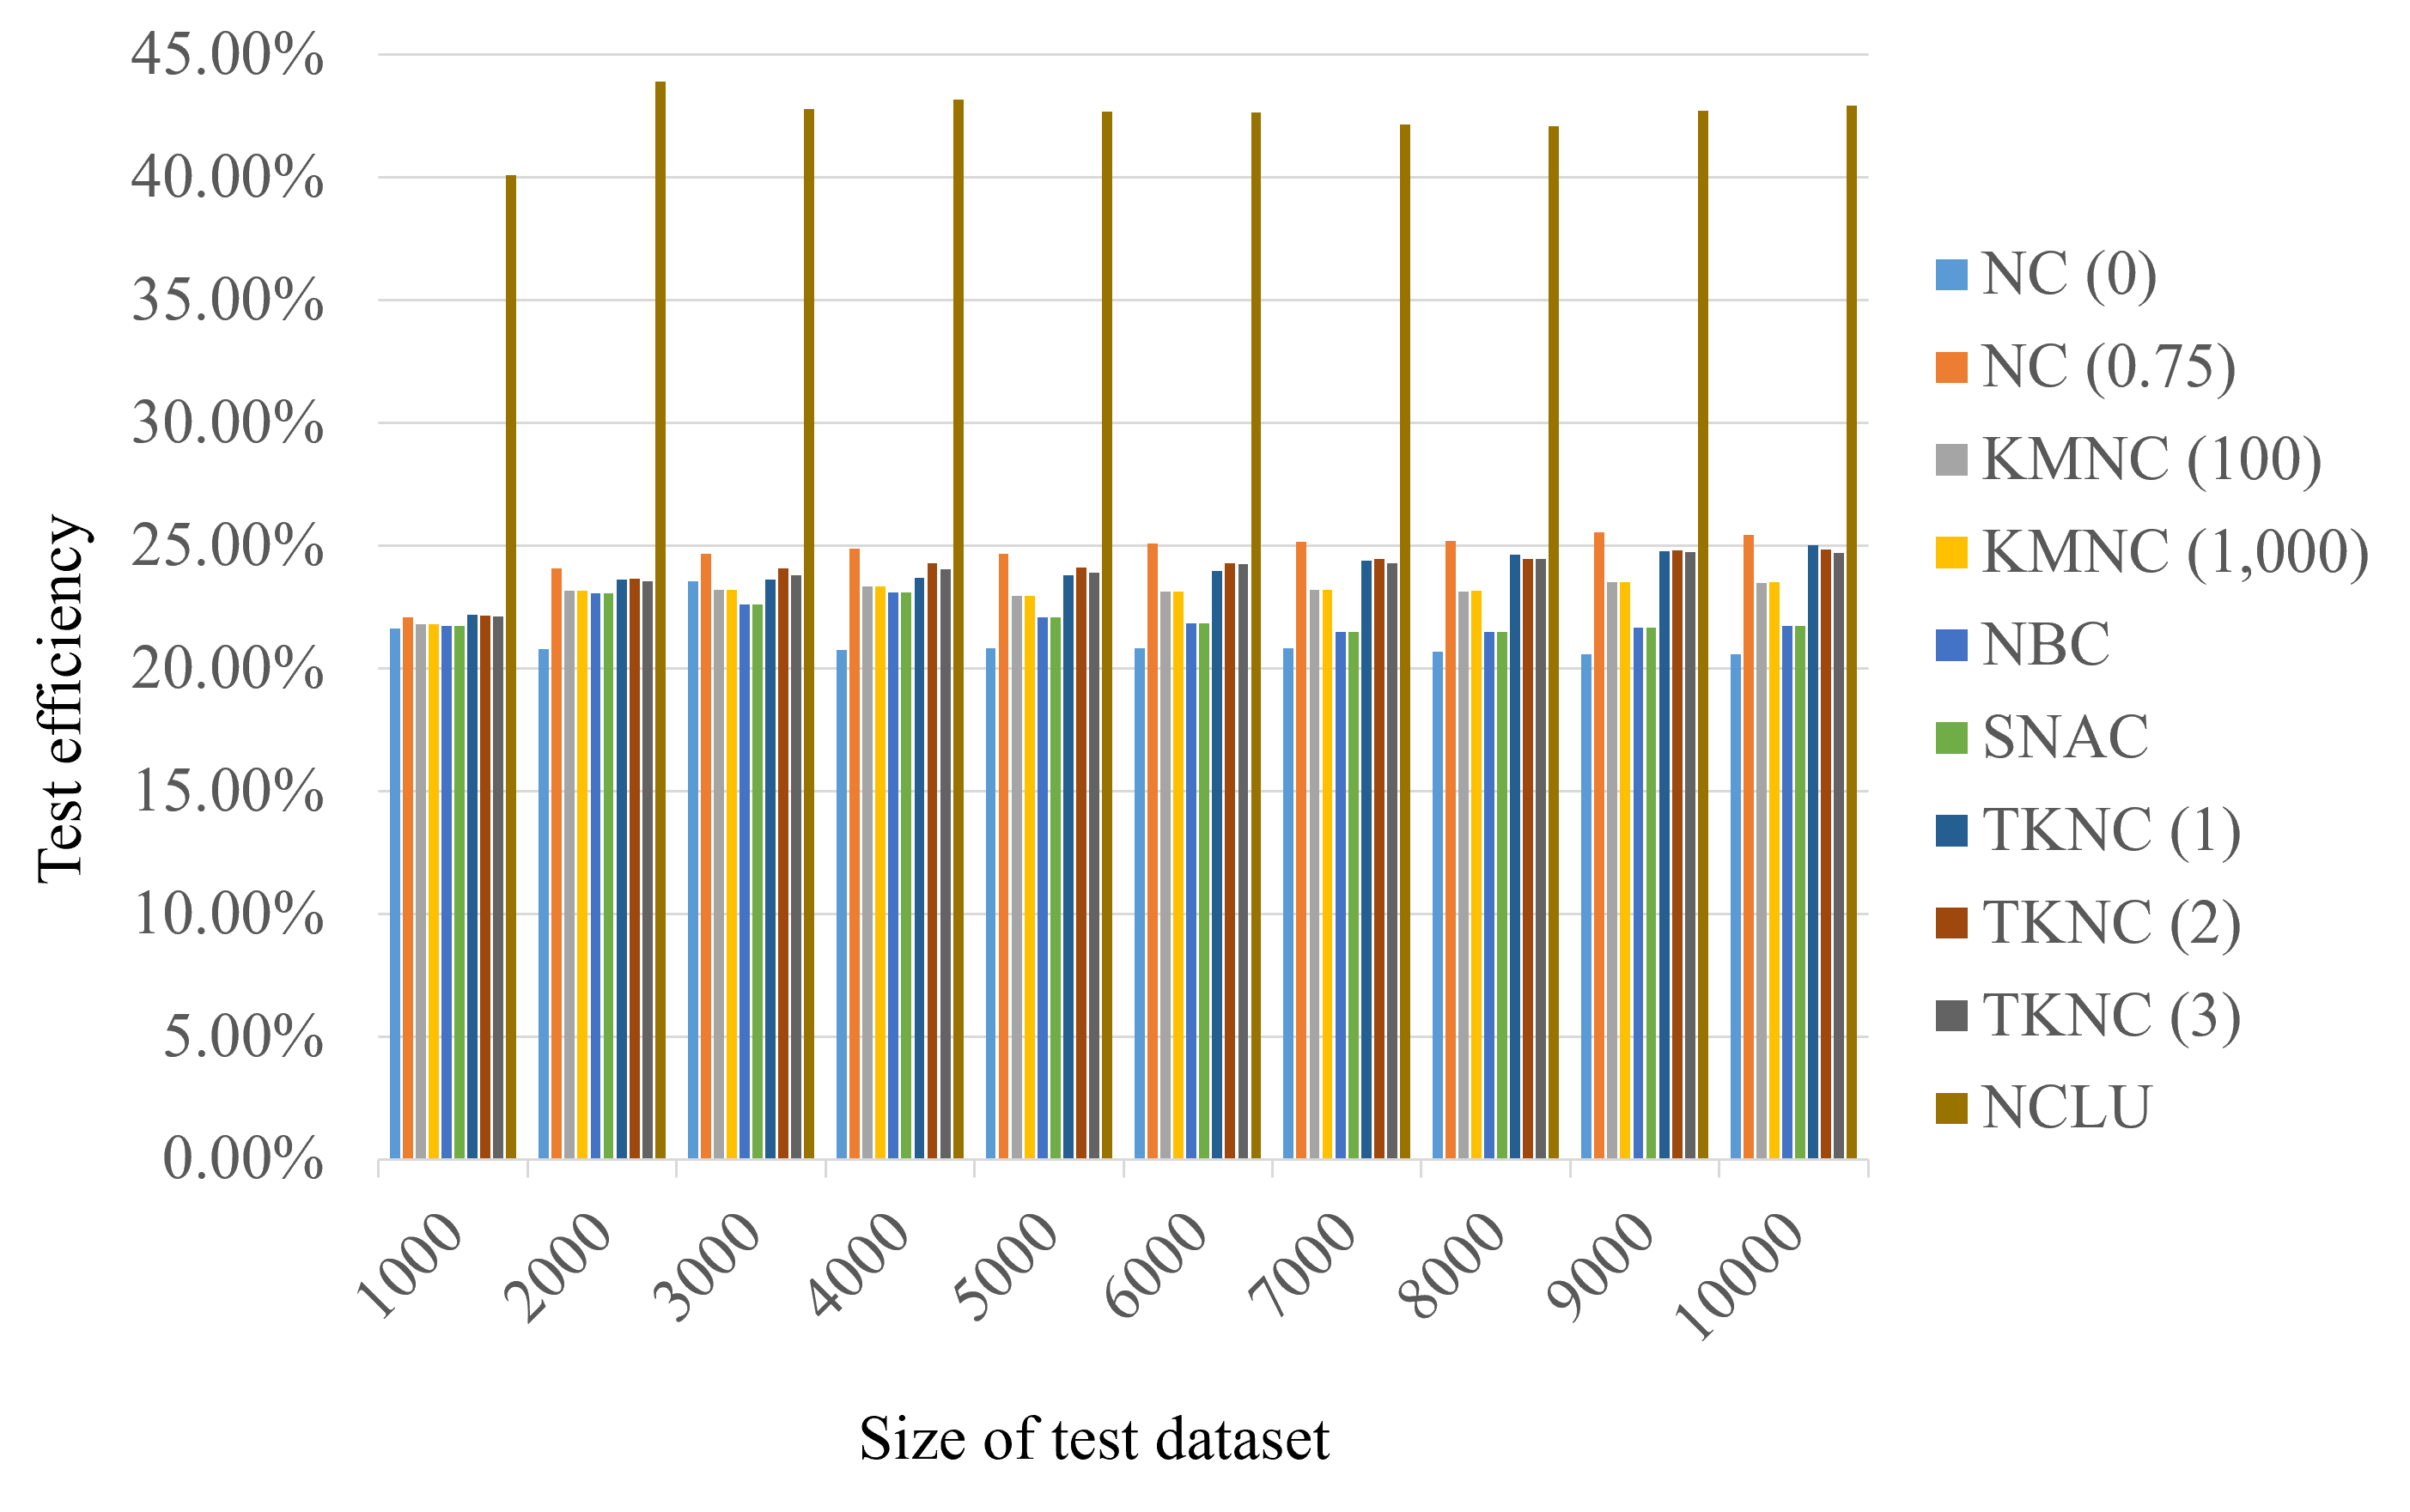 45.00%
40.00%
35.00%
30.00%
25.00%
20.00%
15.00%
10.00%
5.00%
0.00%
Test efficiency
1000
2000
3000
4000
5000
6000
7000
8000
9000
10000
Size of test dataset
NC (0)
NC (0.75)
KMNC (100)
KMNC (1,000)
NBC
SNAC
TKNC (1)
TKNC (2)
TKNC (3)
NCLU